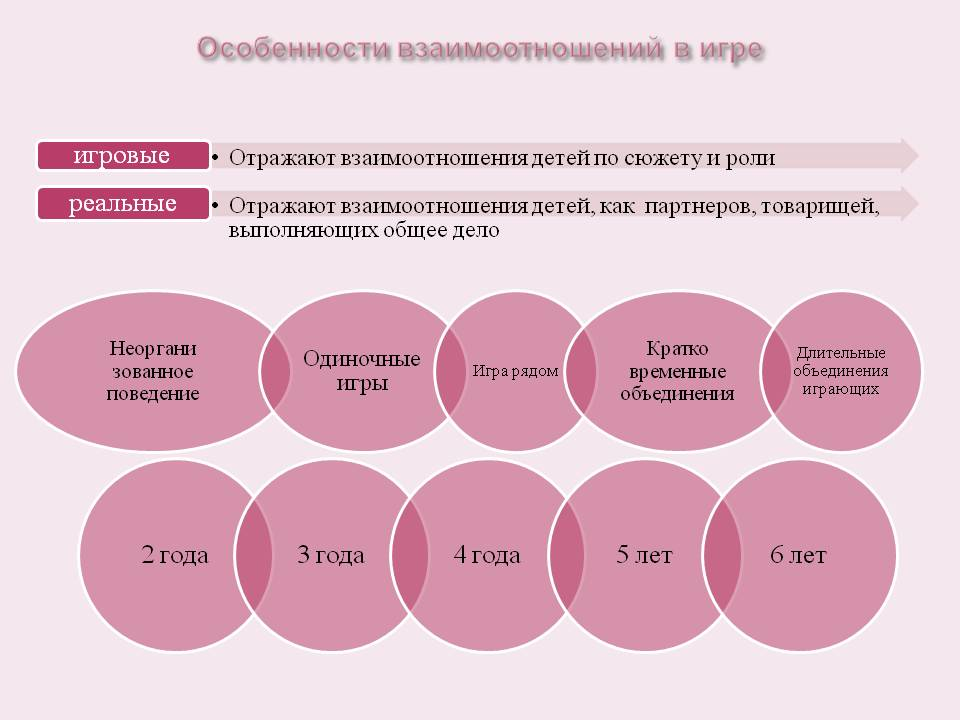 Особенности взаимоотношений в игре
игровые
• Отражают взаимоотношения детей по сюжету и роли
реальные
• Отражают взаимоотношения детей, как партнеров, товарищей,
выполняющих общее дело
Неоргани
зованное
поведение
Одиночные
игры
Игра рядом
Кратко
временные
объединения
Длительные
объединения
играющих
2 года
3 года
4 года
5 лет
6 лет